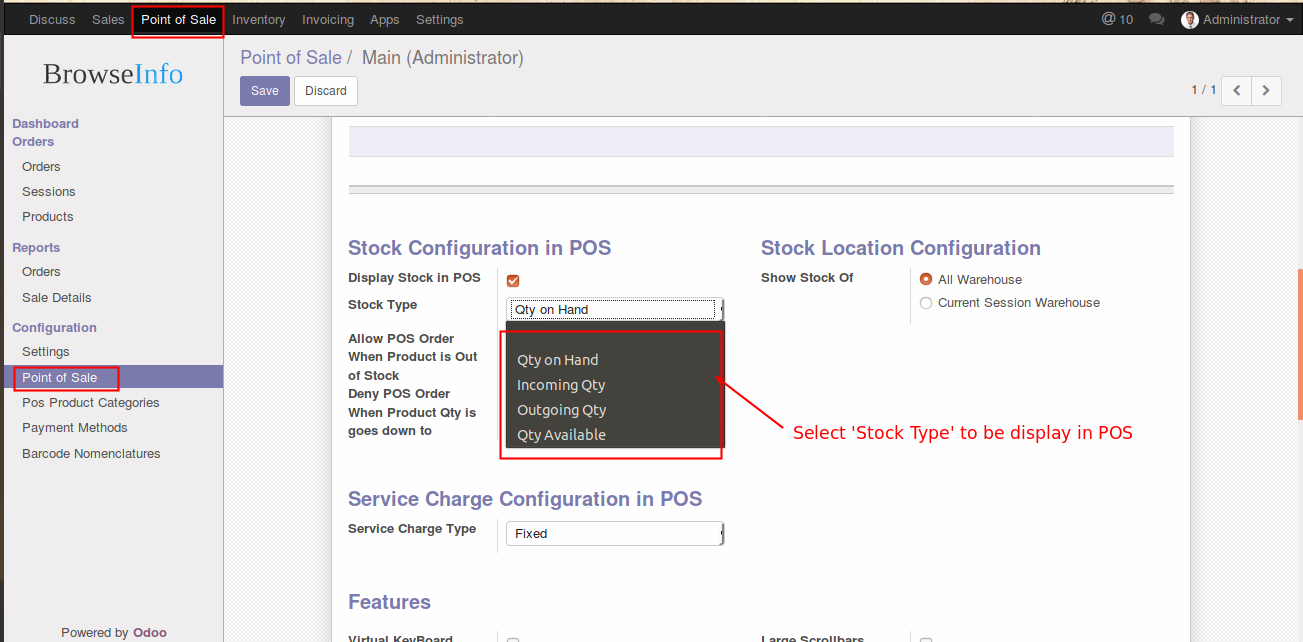 Discuss Sales Point of Sale Inventory Invoicing Apps Settings @ 10 Administrator
BrowseInfo
Point of Sale / Main (Administrator)
Save Discard
1 / 1
Dashboard
Orders
Orders
Sessions
Products
Reports
Orders
Sale Details
Configuration
Settings
Point of Sale
Pos Product Categories
Payment Methods
Barcode Nomenclatures
Powered by Odoo
Stock Configuration in POS
Display Stock in POS
Stock Type Qty on Hand
Allow POS Order
When Product is Out
of Stock
Deny POS Order
When Product Qty is
goes down to
Qty on Hand
Incoming Qty
Outgoing Qty
Qty Available
Stock Location Configuration
Show Stock Of All Warehouse
Current Session Warehouse
Select 'Stock Type' to be display in POS
Service Charge Configuration in POS
Service Charge Type Fixed
Features
Virtual KeyBoard Large Scrollbars